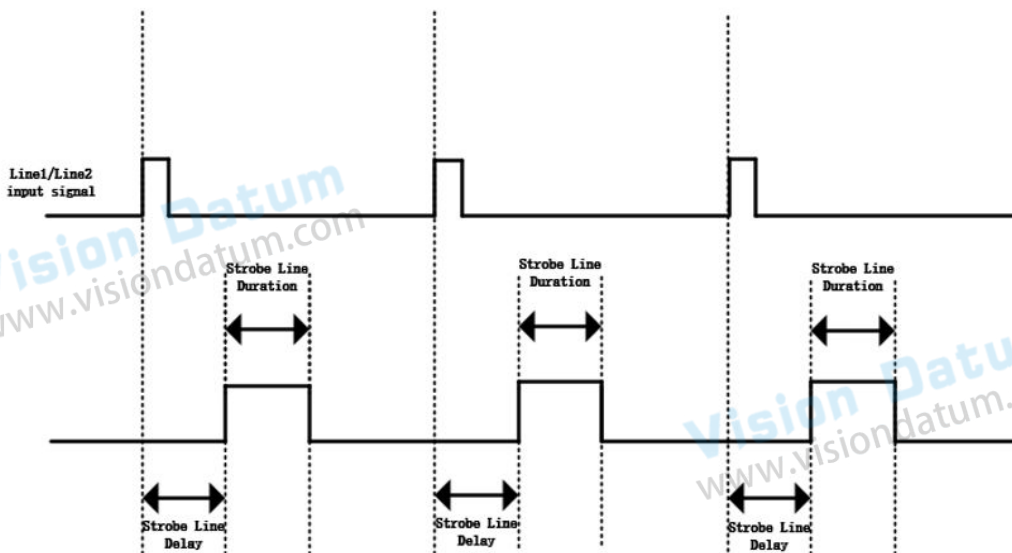 Line1/Line2
input signal
Vision Datum
www.visiondatum.com
Strobe Line
Duration
Strobe Line
Duration
Strobe Line
Duration
Vision Datu
www.visiondatum.
Strobe Line
Delay
Strobe Line
Delay
Strobe Line
Delay